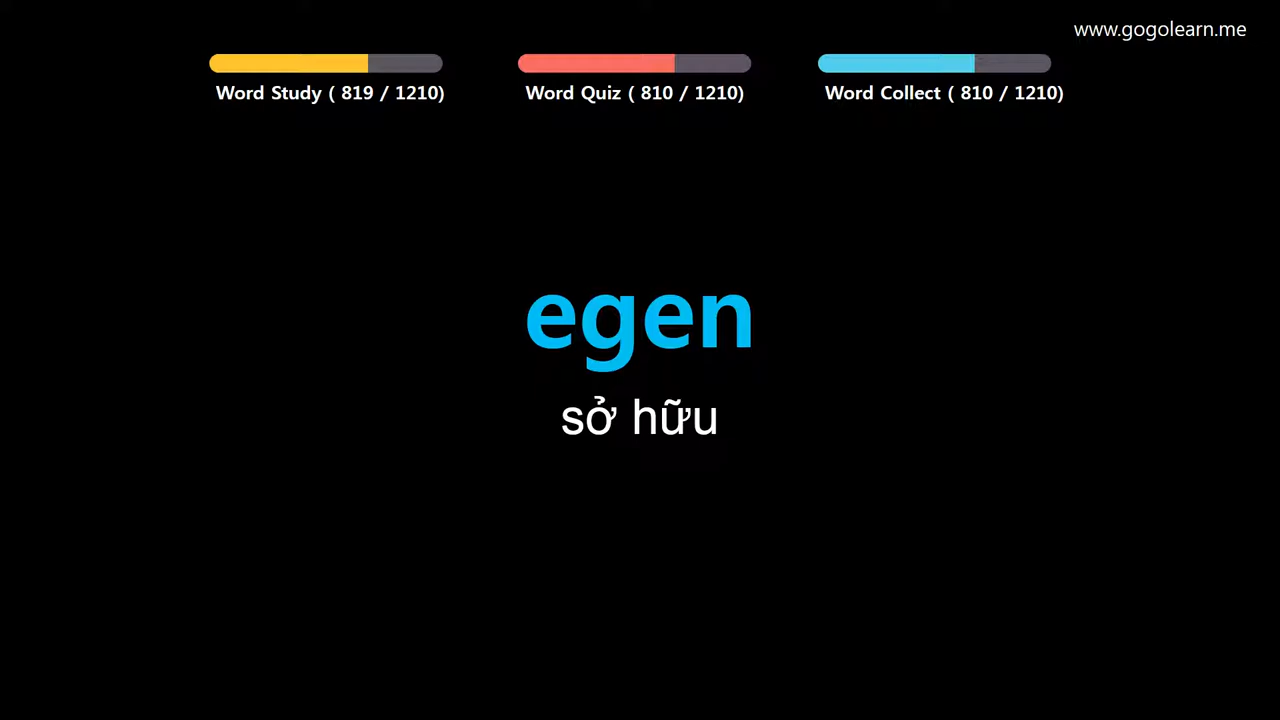 www.gogolearn.me
Word Study ( 819 / 1210)
Word Quiz ( 810 / 1210)
Word Collect ( 810 / 1210)
egen
sở hữu